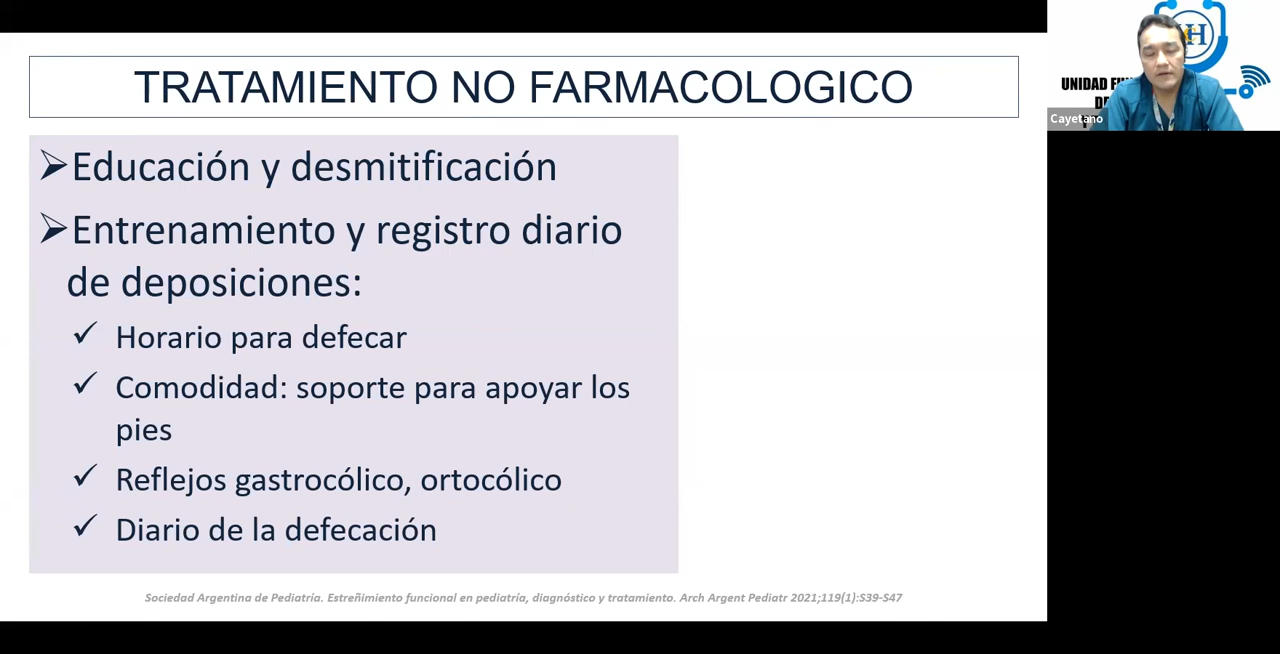 TRATAMIENTO NO FARMACOLOGICO
➢Educación y desmitificación
➢Entrenamiento y registro diario
de deposiciones:
✓ Horario para defecar
✓ Comodidad: soporte para apoyar los
pies
✓ Reflejos gastrocólico, ortocólico
✓ Diario de la defecación
Sociedad Argentina de Pediatría. Estreñimiento funcional en pediatría, diagnóstico y tratamiento. Arch Argent Pediatr 2021;119(1):S39-S47
UNIDAD
Cayetano